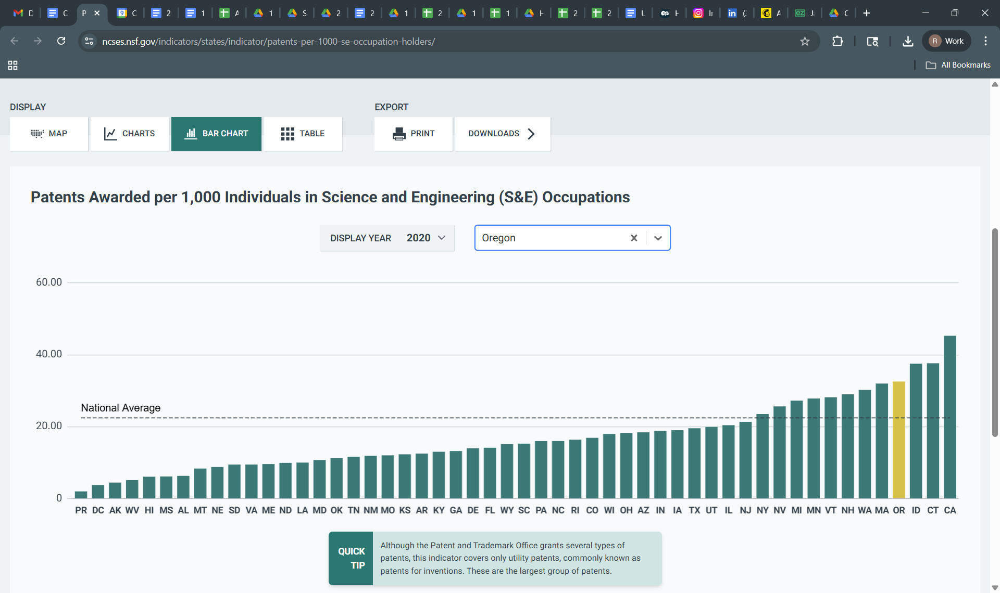 D
C
P
C
2
1
A
1
S
2
2
1
2
1
1
H
2
2
U
H
In
(
A
J
C
ncses.nsf.gov/indicators/states/indicator/patents-per-1000-se-occupation-holders/
R Work
All Bookmarks
DISPLAY
EXPORT
MAP
CHARTS
BAR CHART
TABLE
PRINT
DOWNLOADS
Patents Awarded per 1,000 Individuals in Science and Engineering (S&E) Occupations
DISPLAY YEAR 2020
Oregon
60.00
40.00
National Average
20.00
0
PR DC AK WV HI MS AL MT NE SD VA ME ND LA MD OK TN NM MO KS AR KY GA DE FL WY SC PA NC RI CO WI OH AZ IN IA TX UT IL NJ NY NV MI MN VT NH WA MA OR ID CT CA
QUICK
TIP
Although the Patent and Trademark Office grants several types of
patents, this indicator covers only utility patents, commonly known as
patents for inventions. These are the largest group of patents.